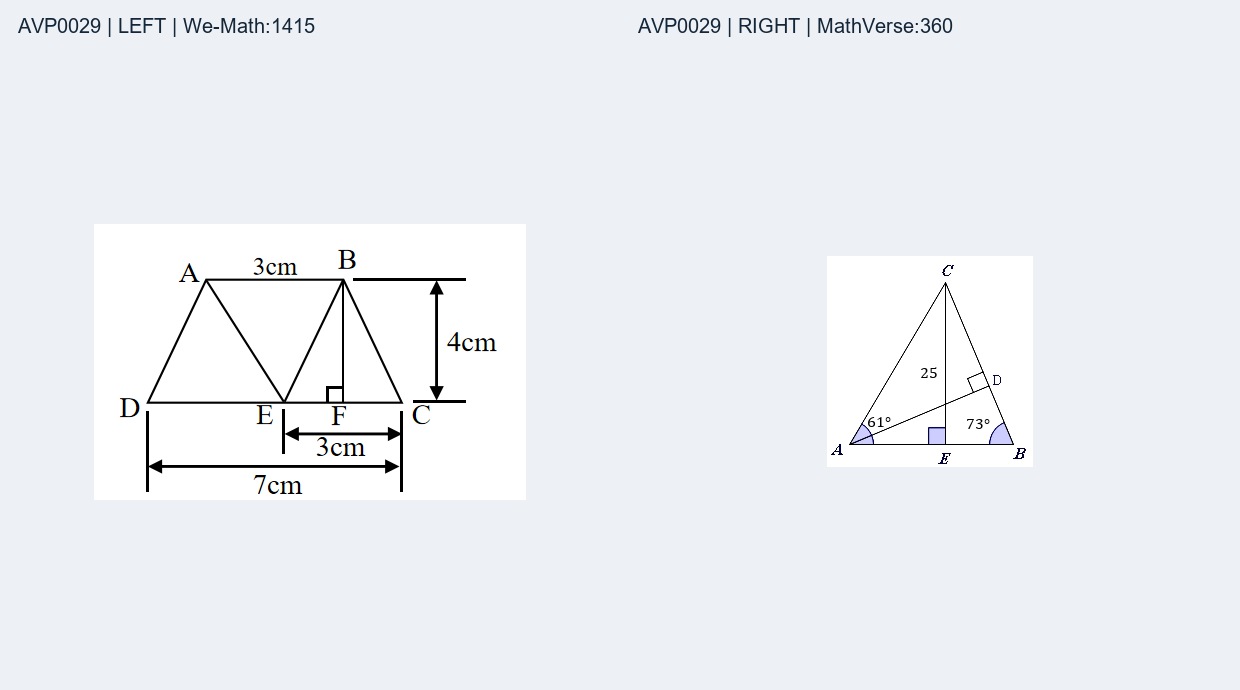 AVP0029 | LEFT | We-Math:1415
A
3cm
B
4cm
D
E
F
C
3cm
7cm
AVP0029 | RIGHT | MathVerse:360
C
25
D
61°
73°
A
E
B